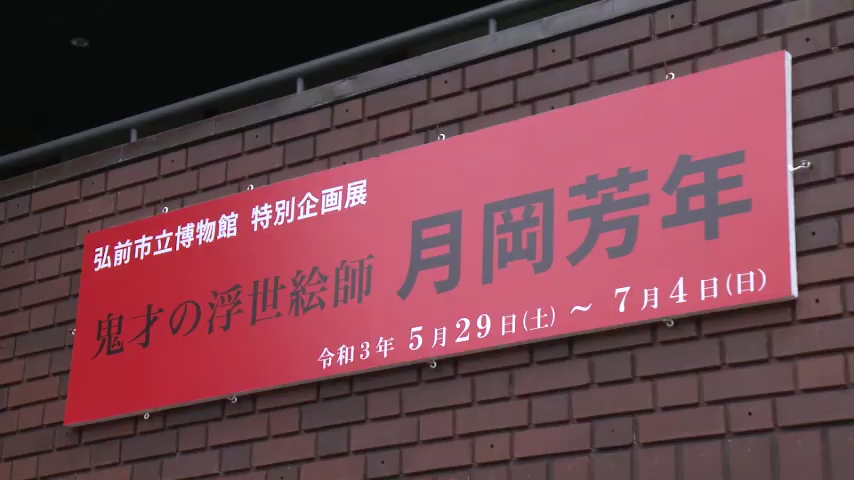 弘前市立博物館 特別企画展
鬼才の浮世絵師 月岡芳年
令和3年 5月29日(土) ~ 7月4日(日)